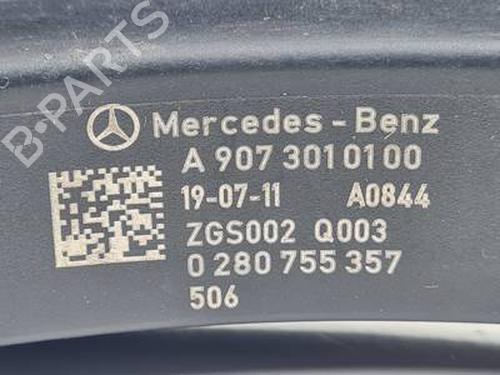 B-PARTS
Mercedes-Benz
A 907 301 01 00
19-07-11 A0844
ZGS002 Q003
0 280 755 357
506